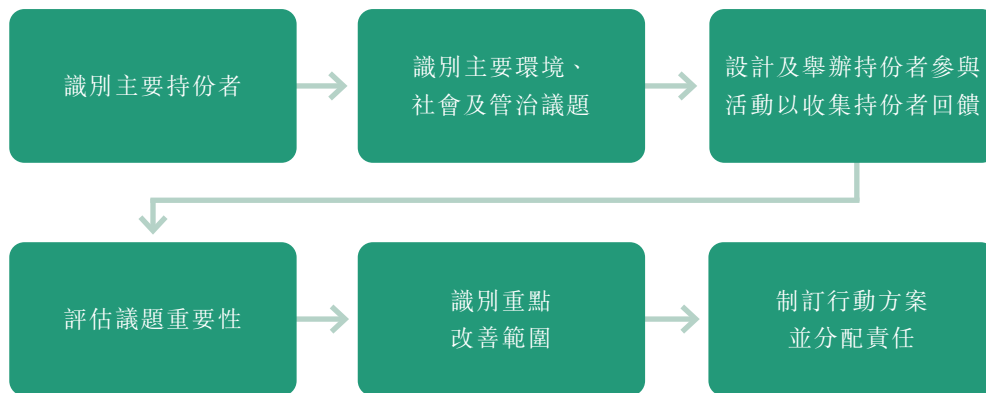 識別主要持份者
識別主要環境、
社會及管治議題
設計及舉辦持份者參與
活動以收集持份者回饋
評估議題重要性
識別重點
改善範圍
制訂行動方案
並分配責任